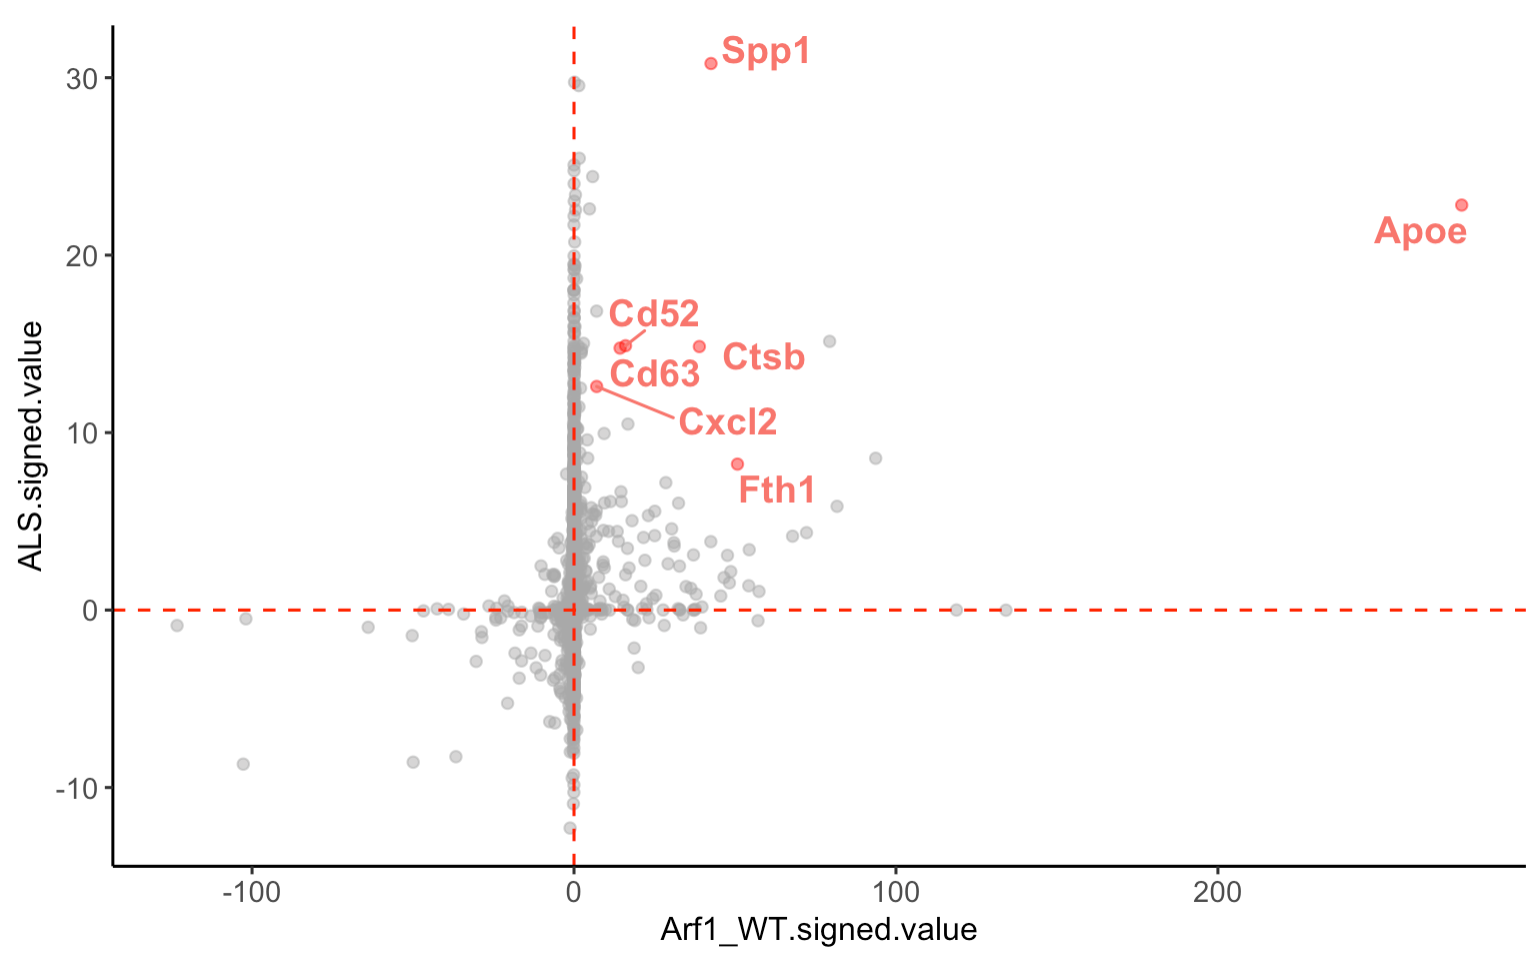 Spp1
30
Apoe
20
Cd52
Ctsb
Cd63
Cxcl2
10
Fth1
0
-10
ALS.signed.value
-100
0
100
200
Arf1_WT.signed.value